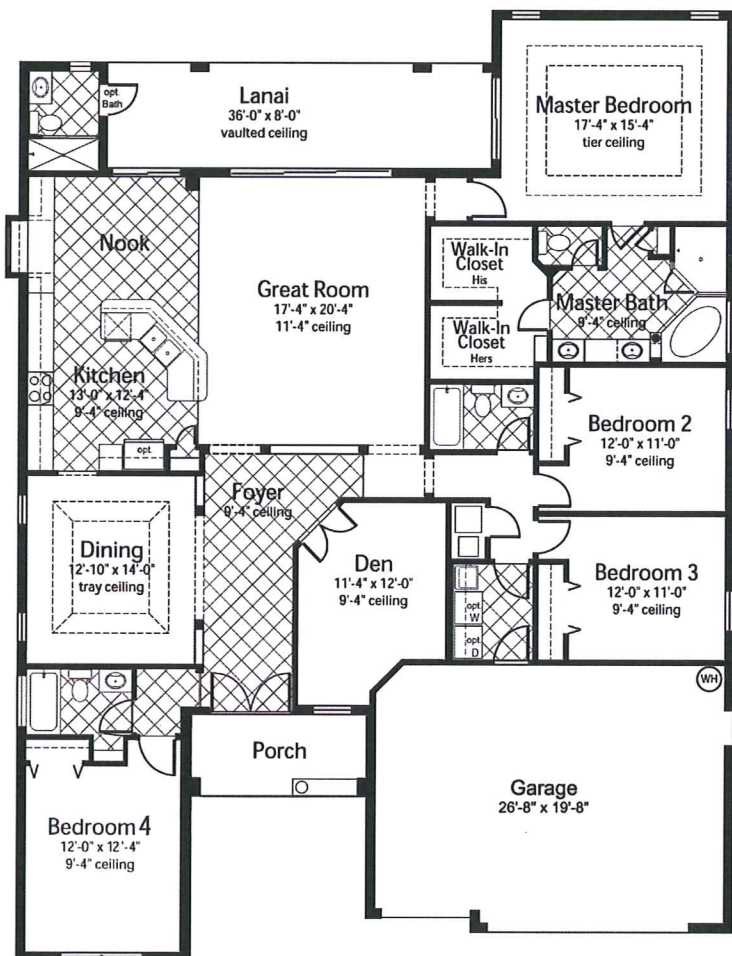 opt.
Bath
Lanai
36'-0" x 8'-0"
vaulted ceiling
Master Bedroom
17'-4" x 15'-4"
tier ceiling
Nook
Great Room
17'-4" x 20'-4"
11'-4" ceiling
Walk-In
Closet
His
Walk-In
Closet
Hers
Master Bath
9'-4" ceiling
Kitchen
13'-0" x 12'-4"
9'-4" ceiling
opt.
Bedroom 2
12'-0" x 11'-0"
9'-4" ceiling
Foyer
9'-4" ceiling
Dining
12'-10" x 14'-0"
tray ceiling
Den
11'-4" x 12'-0"
9'-4" ceiling
opt.
W
opt.
D
Bedroom 3
12'-0" x 11'-0"
9'-4" ceiling
WH
Porch
Garage
26'-8" x 19'-8"
Bedroom 4
12'-0" x 12'-4"
9'-4" ceiling